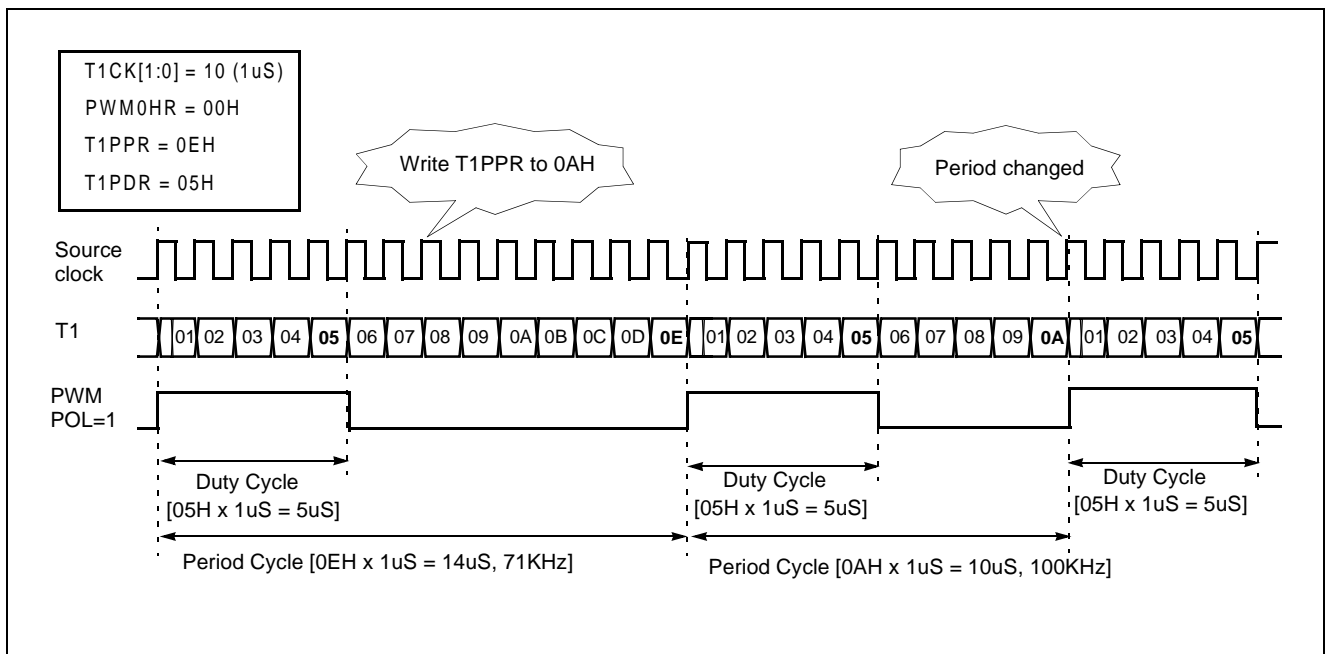 T1CK[1:0] = 10 (1uS)
PWM0HR = 00H
T1PPR = 0EH
T1PDR = 05H
Write T1PPR to 0AH
Period changed
Source
clock
T1
01 02 03 04 05 06 07 08 09 0A 0B 0C 0D 0E 01 02 03 04 05 06 07 08 09 0A 01 02 03 04 05
PWM
POL=1
Duty Cycle
[05H x 1uS = 5uS]
Duty Cycle
[05H x 1uS = 5uS]
Duty Cycle
[05H x 1uS = 5uS]
Period Cycle [0EH x 1uS = 14uS, 71KHz]
Period Cycle [0AH x 1uS = 10uS, 100KHz]